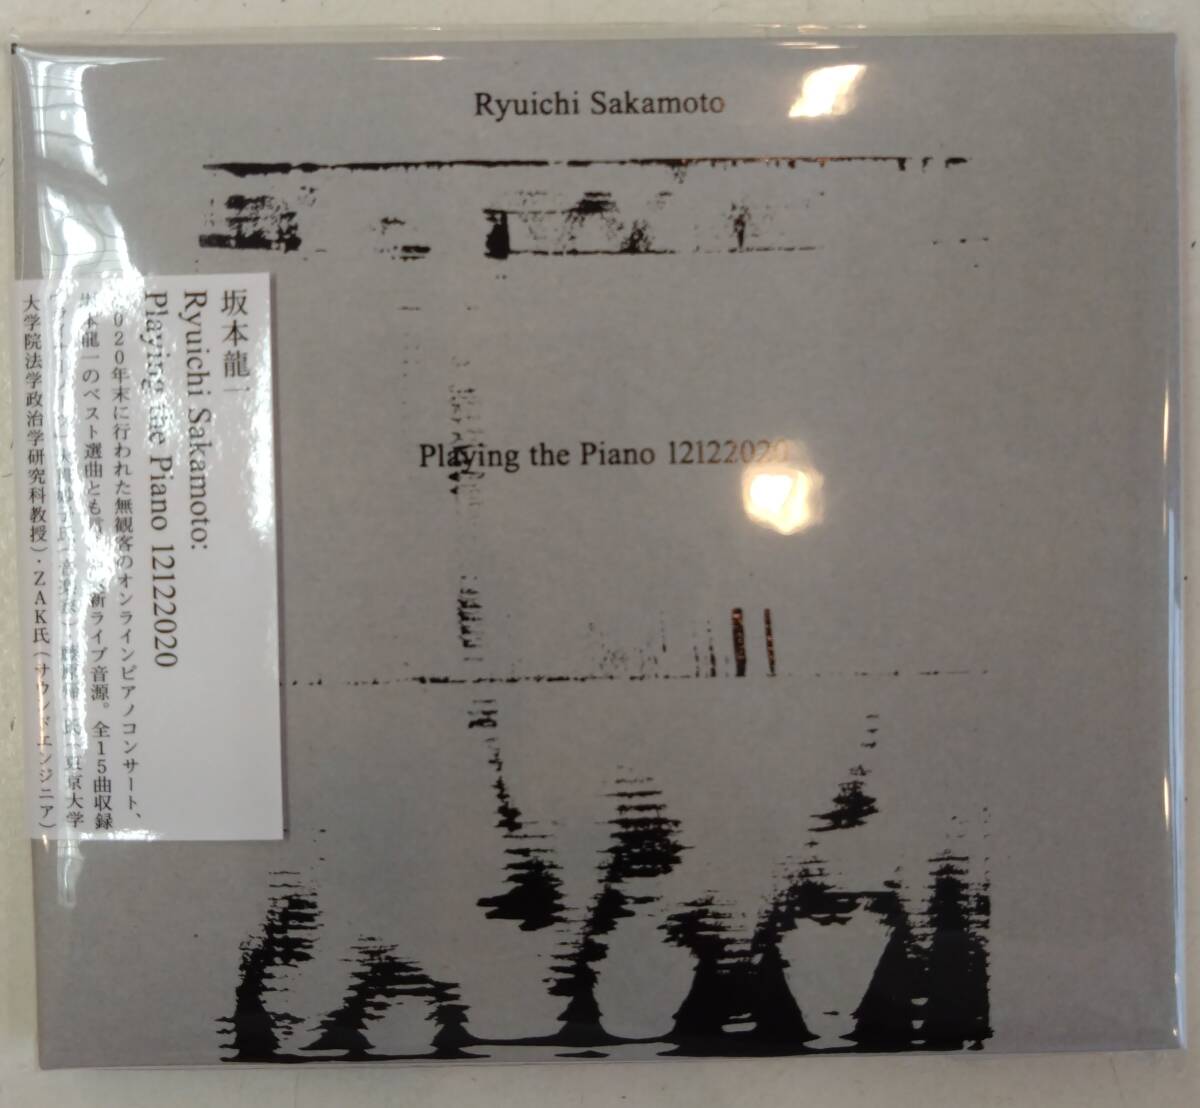 Ryuichi Sakamoto
Playing the Piano 12122020
坂本龍一
Ryuichi Sakamoto:
Playing the Piano 12122020
2020年末に行われた無観客のオンラインピアノコンサート、
坂本龍一のベスト選曲とも 新ライブ音源。全15曲収録
大学院法学政治学研究科教授)・ZAK氏(サウンドエンジニア)